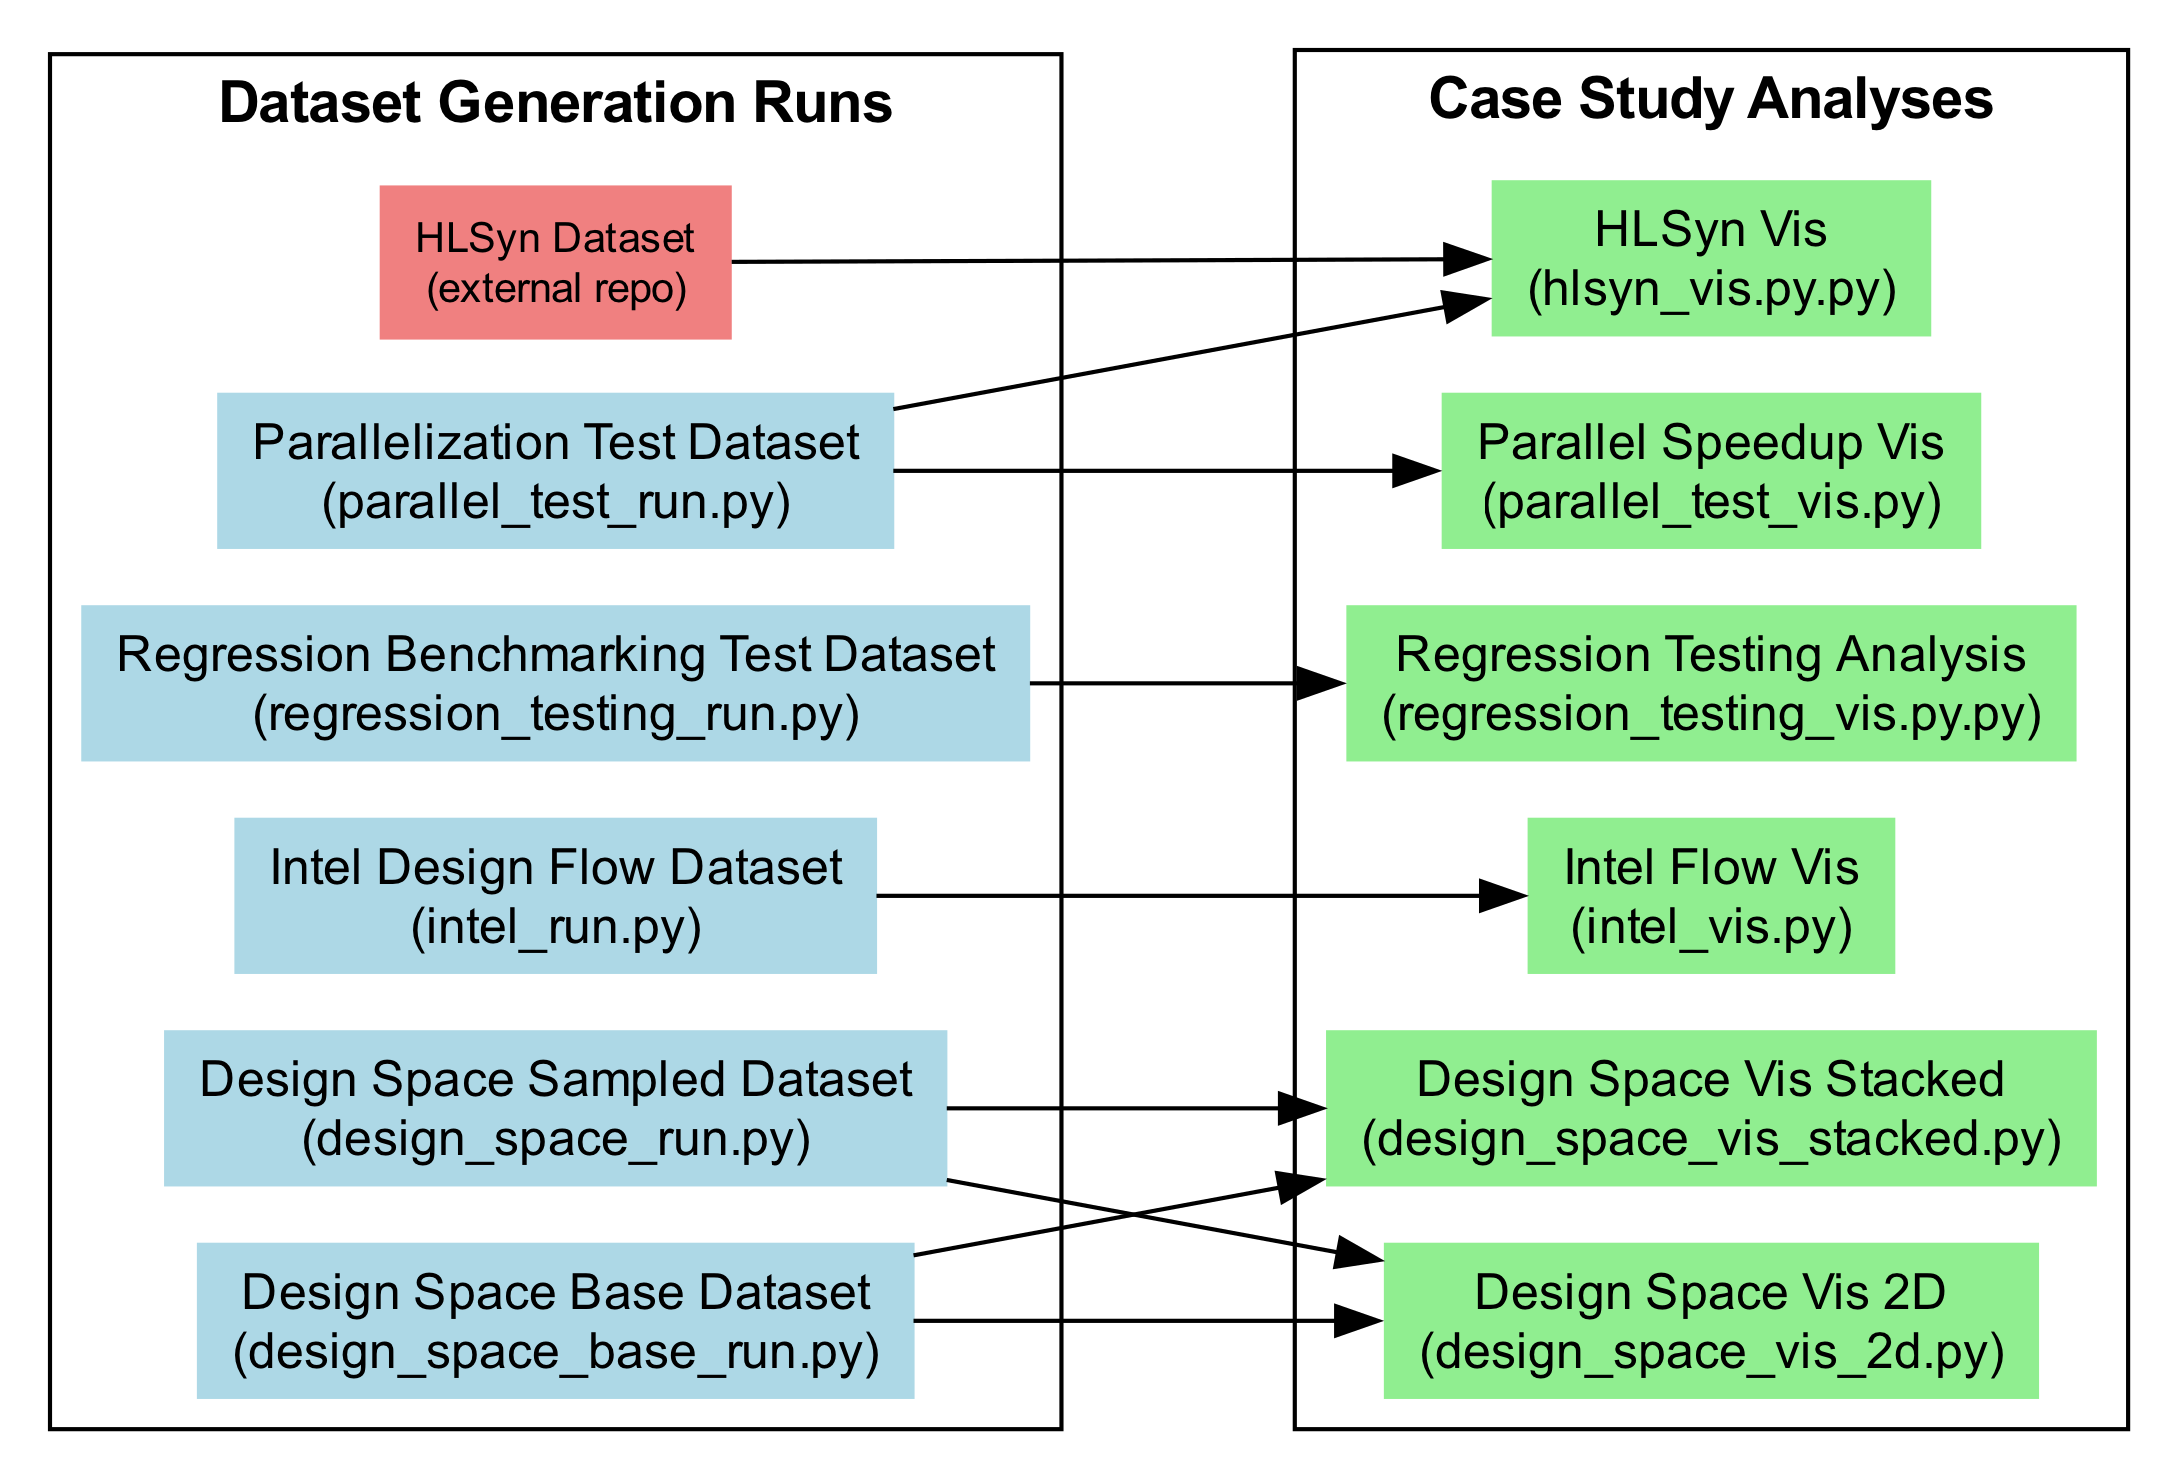 Dataset Generation Runs
HLSyn Dataset
(external repo)
Parallelization Test Dataset
(parallel_test_run.py)
Regression Benchmarking Test Dataset
(regression_testing_run.py)
Intel Design Flow Dataset
(intel_run.py)
Design Space Sampled Dataset
(design_space_run.py)
Design Space Base Dataset
(design_space_base_run.py)
Case Study Analyses
HLSyn Vis
(hlsyn_vis.py.py)
Parallel Speedup Vis
(parallel_test_vis.py)
Regression Testing Analysis
(regression_testing_vis.py.py)
Intel Flow Vis
(intel_vis.py)
Design Space Vis Stacked
(design_space_vis_stacked.py)
Design Space Vis 2D
(design_space_vis_2d.py)